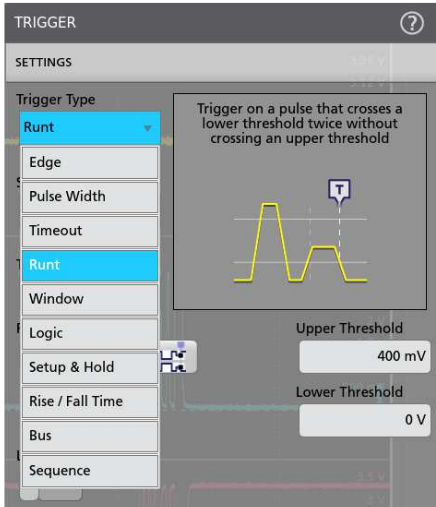 TRIGGER
?
SETTINGS
Trigger Type
Runt
Edge
Pulse Width
Timeout
Runt
Window
Logic
Setup & Hold
Rise / Fall Time
Bus
Sequence
Trigger on a pulse that crosses a
lower threshold twice without
crossing an upper threshold
T
Upper Threshold
400 mV
Lower Threshold
0 V